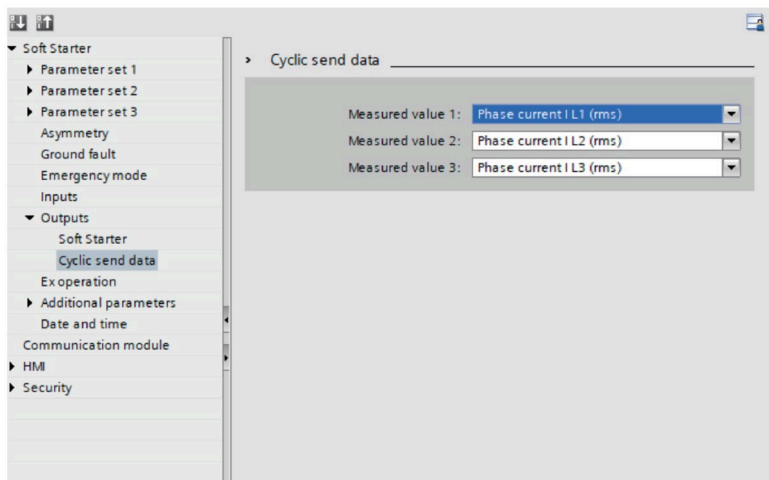 Soft Starter
Parameter set 1
Parameter set 2
Parameter set 3
Asymmetry
Ground fault
Emergency mode
Inputs
Outputs
Soft Starter
Cyclic send data
Ex operation
Additional parameters
Date and time
Communication module
HMI
Security
Cyclic send data
Measured value 1: Phase current I L1 (rms)
Measured value 2: Phase current I L2 (rms)
Measured value 3: Phase current I L3 (rms)